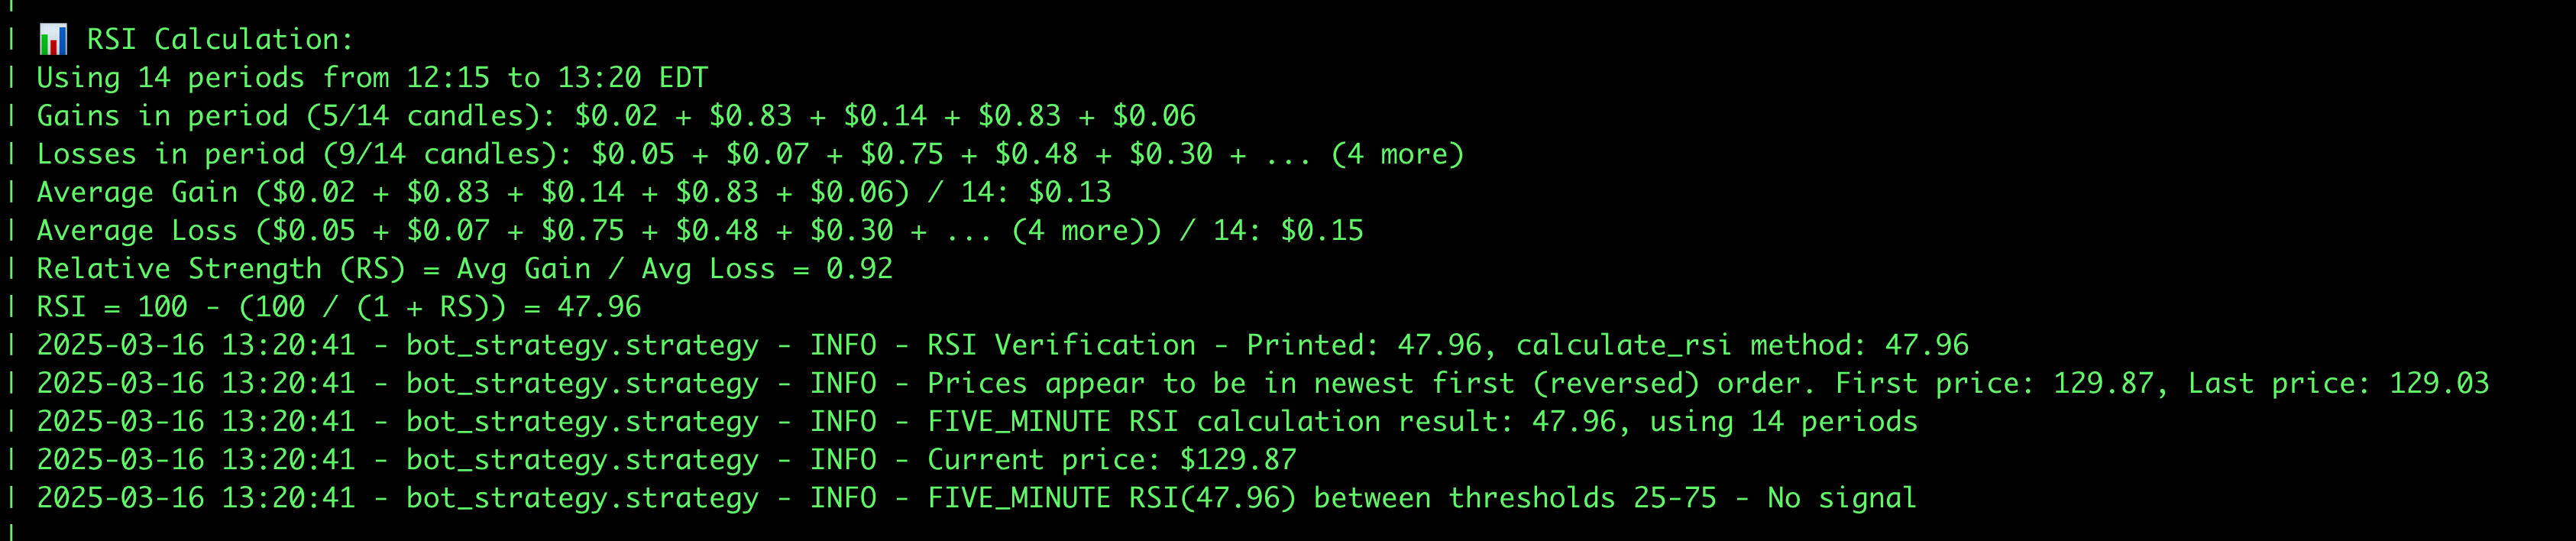 |
| 📊 RSI Calculation:
| Using 14 periods from 12:15 to 13:20 EDT
| Gains in period (5/14 candles): $0.02 + $0.83 + $0.14 + $0.83 + $0.06
| Losses in period (9/14 candles): $0.05 + $0.07 + $0.75 + $0.48 + $0.30 + ... (4 more)
| Average Gain ($0.02 + $0.83 + $0.14 + $0.83 + $0.06) / 14: $0.13
| Average Loss ($0.05 + $0.07 + $0.75 + $0.48 + $0.30 + ... (4 more)) / 14: $0.15
| Relative Strength (RS) = Avg Gain / Avg Loss = 0.92
| RSI = 100 - (100 / (1 + RS)) = 47.96
| 2025-03-16 13:20:41 - bot_strategy.strategy - INFO - RSI Verification - Printed: 47.96, calculate_rsi method: 47.96
| 2025-03-16 13:20:41 - bot_strategy.strategy - INFO - Prices appear to be in newest first (reversed) order. First price: 129.87, Last price: 129.03
| 2025-03-16 13:20:41 - bot_strategy.strategy - INFO - FIVE_MINUTE RSI calculation result: 47.96, using 14 periods
| 2025-03-16 13:20:41 - bot_strategy.strategy - INFO - Current price: $129.87
| 2025-03-16 13:20:41 - bot_strategy.strategy - INFO - FIVE_MINUTE RSI(47.96) between thresholds 25-75 - No signal
|